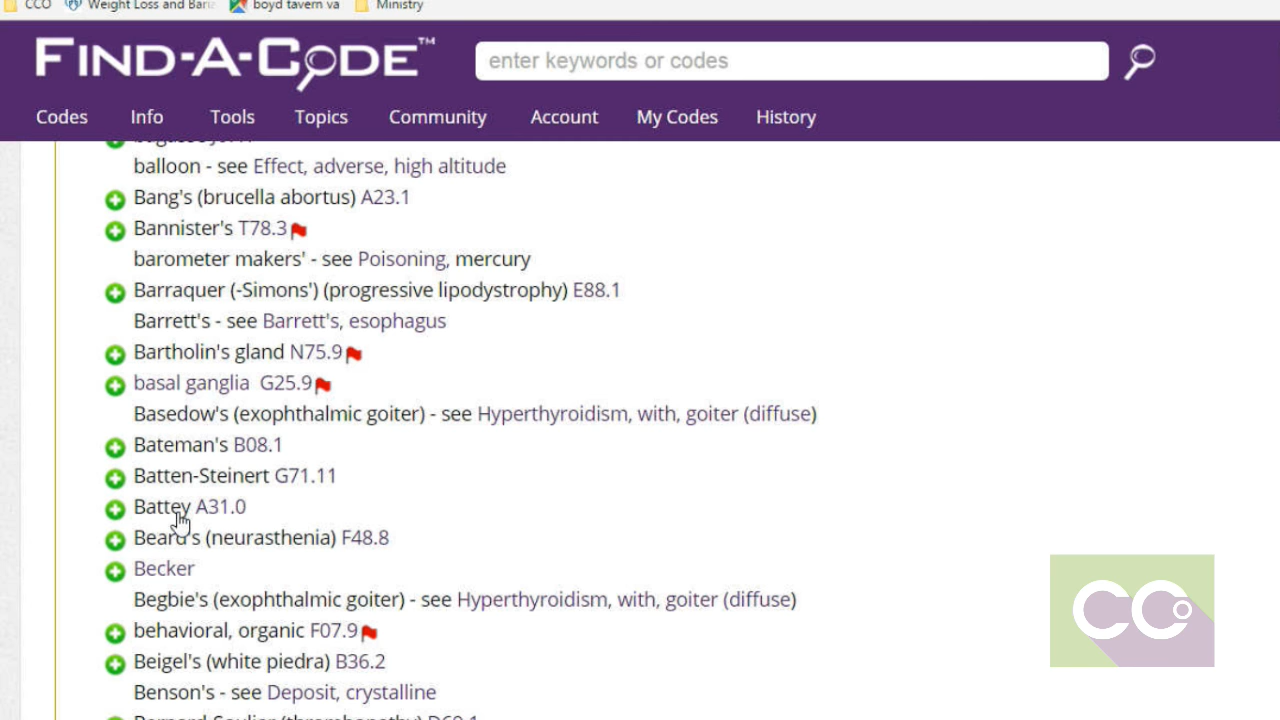 CCO Weight Loss and Baria boyd tavern va Ministry
FIND-A-CODE™
enter keywords or codes
Codes Info Tools Topics Community Account My Codes History
balloon - see Effect, adverse, high altitude
Bang's (brucella abortus) A23.1
Bannister's T78.3
barometer makers' - see Poisoning, mercury
Barraquer (-Simons') (progressive lipodystrophy) E88.1
Barrett's - see Barrett's, esophagus
Bartholin's gland N75.9
basal ganglia G25.9
Basedow's (exophthalmic goiter) - see Hyperthyroidism, with, goiter (diffuse)
Bateman's B08.1
Batten-Steinert G71.11
Battey A31.0
Beard's (neurasthenia) F48.8
Becker
Begbie's (exophthalmic goiter) - see Hyperthyroidism, with, goiter (diffuse)
behavioral, organic F07.9
Beigel's (white piedra) B36.2
Benson's - see Deposit, crystalline
CCO